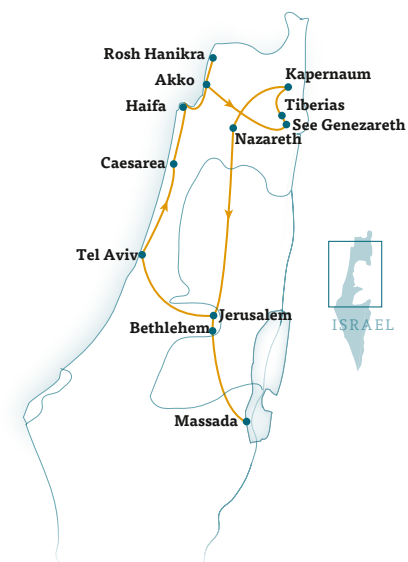 Rosh Hanikra
Akko
Kapernaum
Haifa
Tiberias
See Genezareth
Nazareth
Caesarea
Tel Aviv
Jerusalem
Bethlehem
ISRAEL
Massada